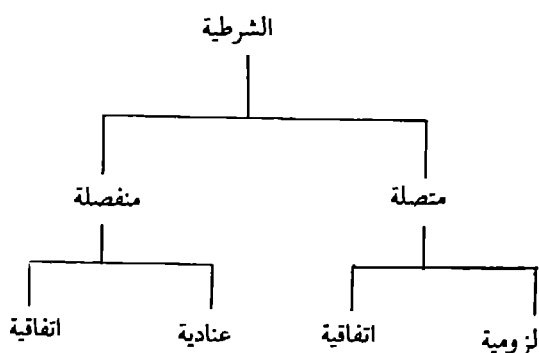 الشرطية
متصلة
منفصلة
لزومية
اتفاقية
عنادية
اتفاقية